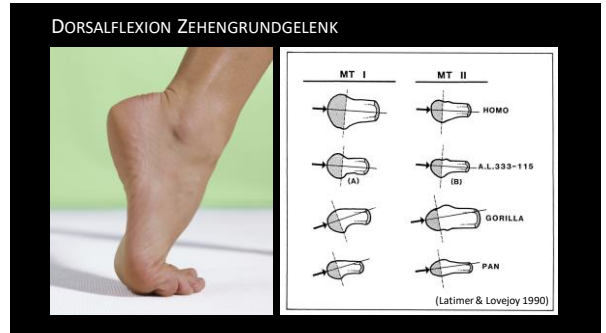 DORSALFLEXION ZEHENGRUNDGELENK
MT I MT II
HOMO
A.L.333-115
(A) (B)
GORILLA
PAN
(Latimer & Lovejoy 1990)